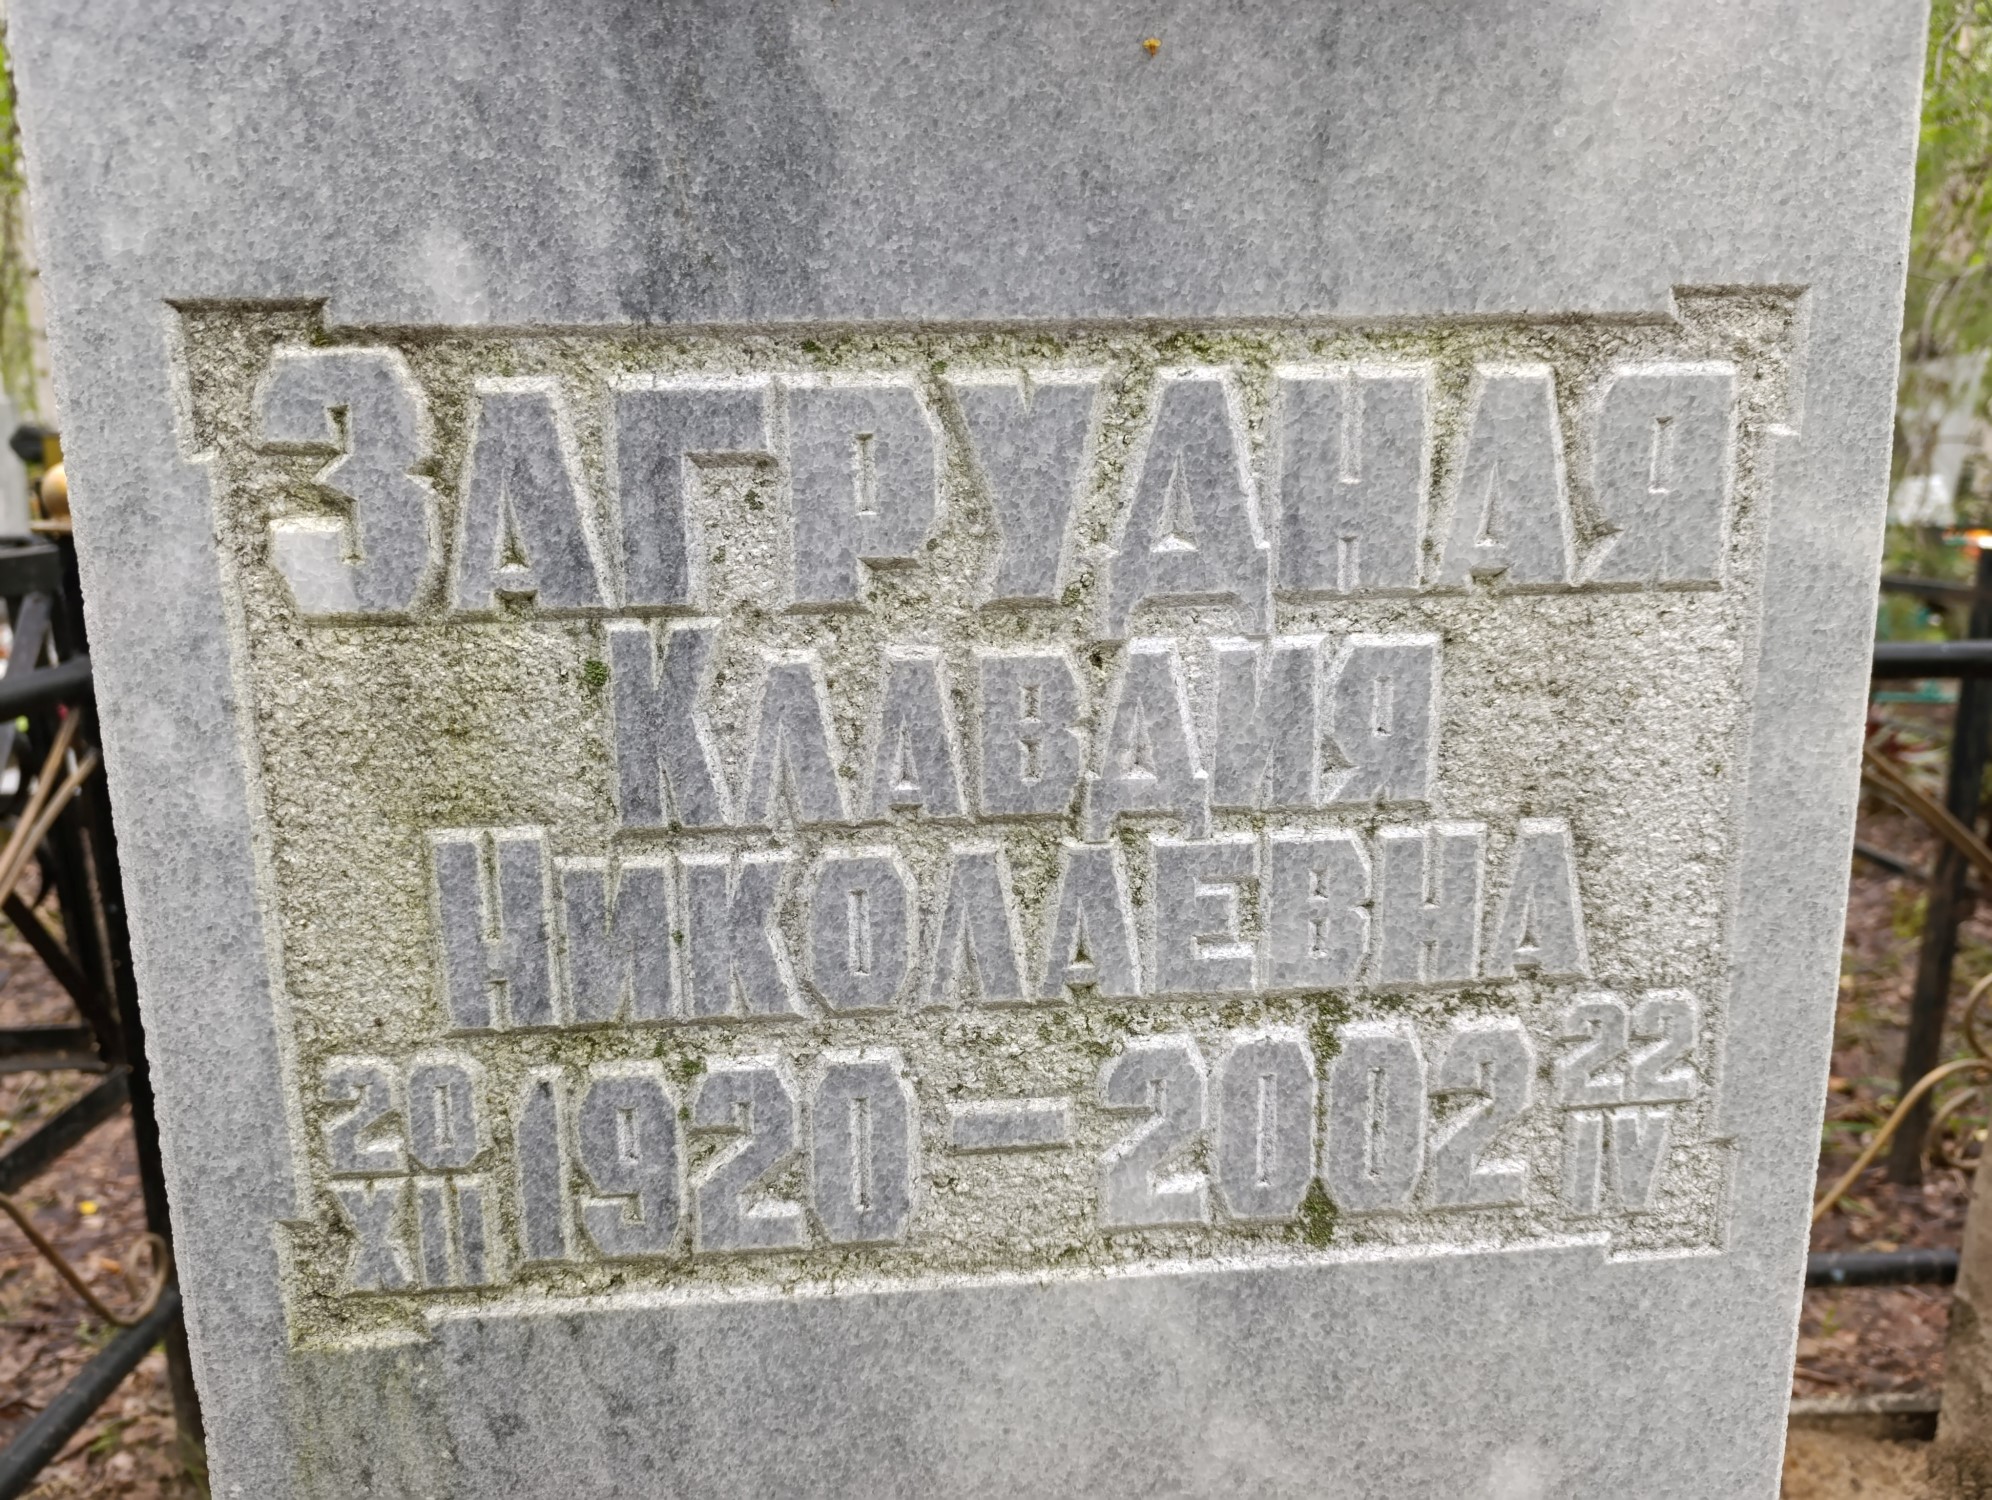 Загрудная
Клавдия
Николаевна
20 XII 1920 — 2002 22 IV